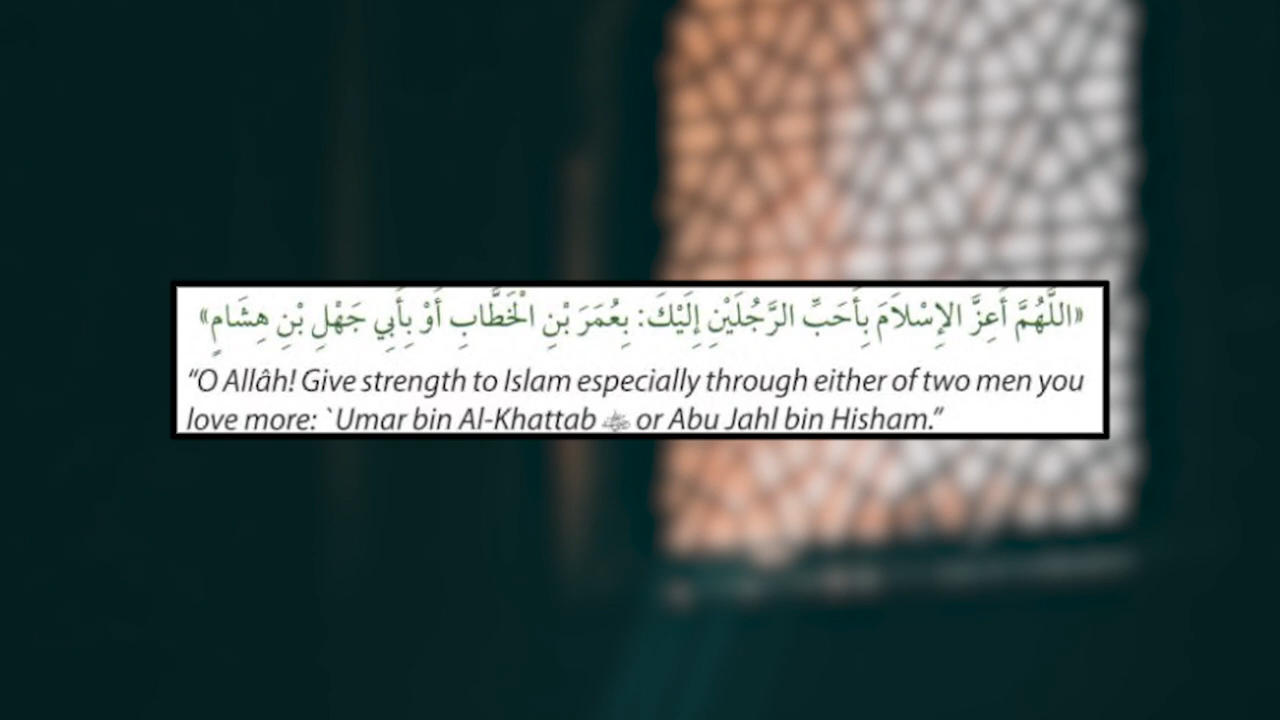 «اللَّهُمَّ أَعِزَّ الإِسْلاَمَ بِأَحَبِّ الرَّجُلَيْنِ إِلَيْكَ: بِعُمَرَ بْنِ الْخَطَّابِ أَوْ بِأَبِي جَهْلِ بْنِ هِشَامٍ»
“O Allâh! Give strength to Islam especially through either of two men you
love more: `Umar bin Al-Khattab or Abu Jahl bin Hisham.”